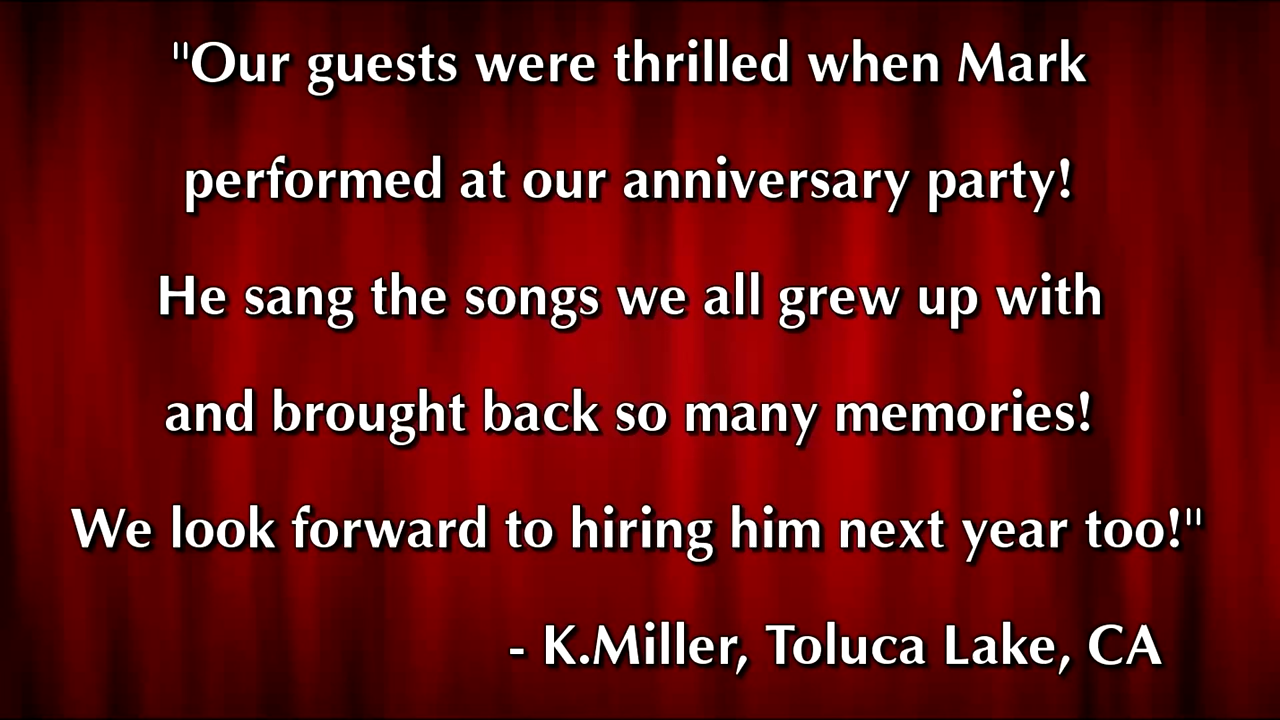 "Our guests were thrilled when Mark
performed at our anniversary party!
He sang the songs we all grew up with
and brought back so many memories!
We look forward to hiring him next year too!"
- K.Miller, Toluca Lake, CA